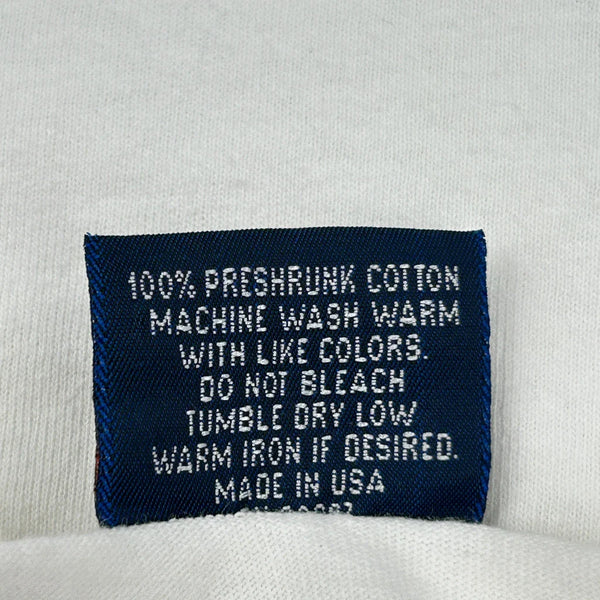 100% PRESHRUNK COTTON
MACHINE WASH WARM
WITH LIKE COLORS.
DO NOT BLEACH
TUMBLE DRY LOW
WARM IRON IF DESIRED.
MADE IN USA